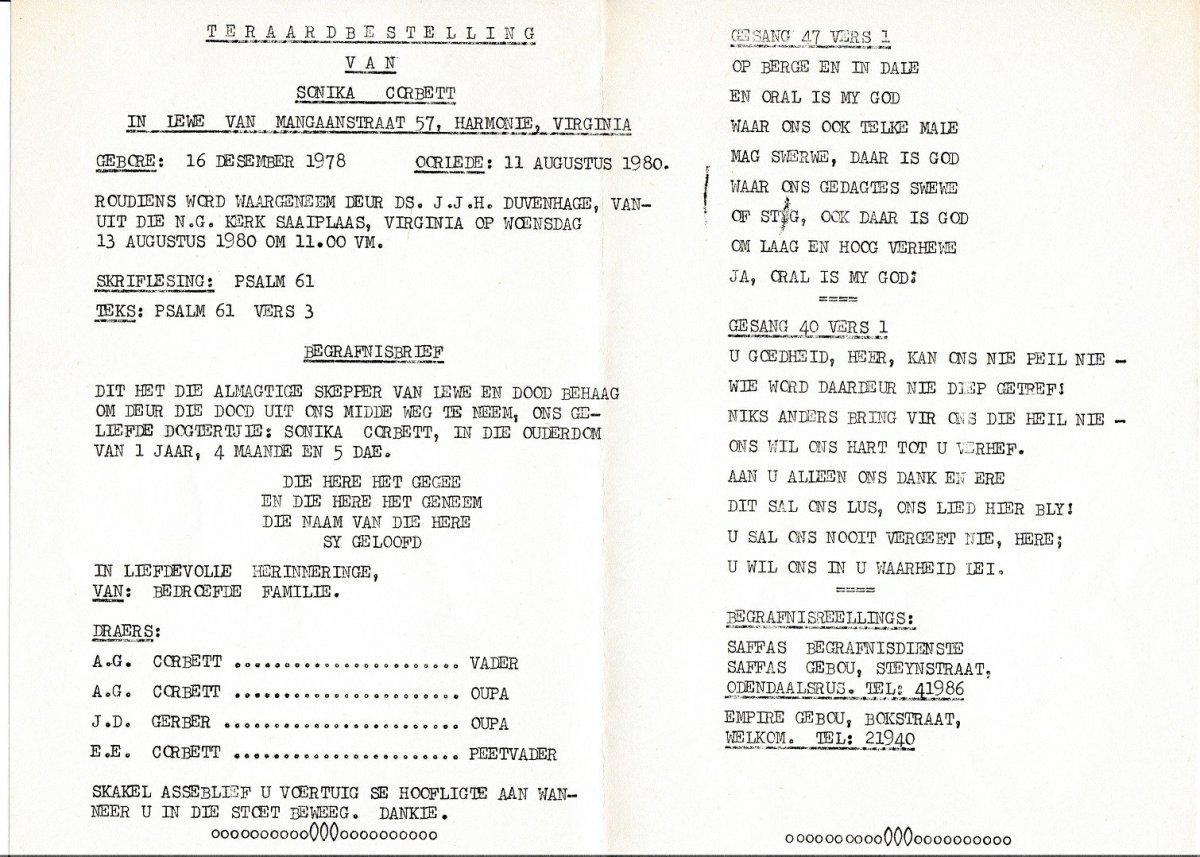 TERAARDBESTELLING
VAN
SONIKA CORBETT
IN LEWE VAN MANGAANSTRAAT 57, HARMONIE, VIRGINIA
GEBORE: 16 DESEMBER 1978 OORLEDE: 11 AUGUSTUS 1980.
ROUDIENS WORD WAARGENEEM DEUR DS. J.J.H. DUVENHAGE, VAN-
UIT DIE N.G. KERK SAAIPLAAS, VIRGINIA OP WOENSDAG
13 AUGUSTUS 1980 OM 11.00 VM.
SKRIFLESING: PSALM 61
TEKS: PSALM 61 VERS 3
BEGRAFNISBRIEF
DIT HET DIE ALMAGTIGE SKEPPER VAN LEWE EN DOOD BEHAAG
OM DEUR DIE DOOD UIT ONS MIDDE WEG TE NEEM, ONS GE-
LIEFDE DOGTERTJIE: SONIKA CORBETT, IN DIE OUDERDOM
VAN 1 JAAR, 4 MAANDE EN 5 DAE.
DIE HERE HET GEGEE
EN DIE HERE HET GENEEM
DIE NAAM VAN DIE HERE
SY GELOOFD
IN LIEFDEVOLLE HERINNERINGE,
VAN: BEDROEFDE FAMILIE.
DRAERS:
A.G. CORBETT ....................... VADER
A.G. CORBETT ....................... OUPA
J.D. GERBER ........................ OUPA
E.E. CORBETT ....................... PEETVADER
SKAKEL ASSEBLIEF U VOERTUIG SE HOOFLIGTE AAN WAN-
NEER U IN DIE STOET BEWEEG. DANKIE.
oooooooooo()()()oooooooooo
GESANG 47 VERS 1
OP BERGE EN IN DALE
EN ORAL IS MY GOD
WAAR ONS OOK TELKE MALE
MAG SWERWE, DAAR IS GOD
WAAR ONS GEDAGTES SWEWE
OF STYG, OOK DAAR IS GOD
OM LAAG EN HOOG VERHEWE
JA, ORAL IS MY GOD!
====
GESANG 40 VERS 1
U GOEDHEID, HEER, KAN ONS NIE PEIL NIE -
WIE WORD DAARDEUR NIE DIEP GETREF!
NIKS ANDERS BRING VIR ONS DIE HEIL NIE -
ONS WIL ONS HART TOT U VERHEF.
AAN U ALLEEN ONS DANK EN ERE
DIT SAL ONS LUS, ONS LIED HIER BLY!
U SAL ONS NOOIT VERGEET NIE, HERE;
U WIL ONS IN U WAARHEID LEI.
====
BEGRAFNISREELLINGS:
SAFFAS BEGRAFNISDIENSTE
SAFFAS GEBOU, STEYNSTRAAT,
ODENDAALSRUS. TEL: 41986
EMPIRE GEBOU, BOKSTRAAT,
WELKOM. TEL: 21940
oooooooooo()()()oooooooooo